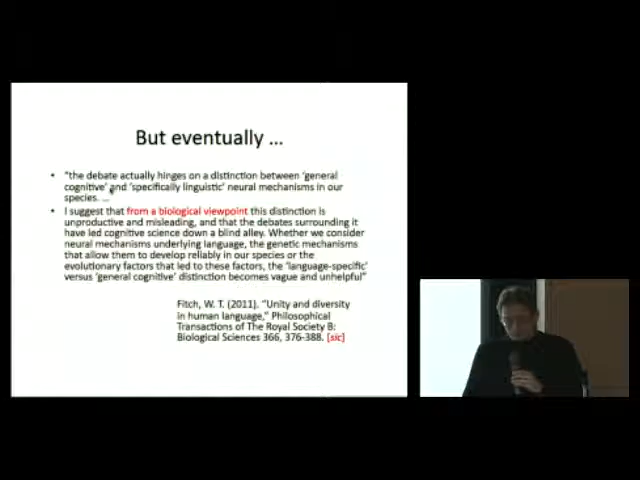 But eventually ...
• "the debate actually hinges on a distinction between 'general
cognitive' and 'specifically linguistic' neural mechanisms in our
species. ...
• I suggest that from a biological viewpoint this distinction is
unproductive and misleading, and that the debates surrounding it
have led cognitive science down a blind alley. Whether we consider
neural mechanisms underlying language, the genetic mechanisms
that allow them to develop reliably in our species or the
evolutionary factors that led to these factors, the 'language-specific'
versus 'general cognitive' distinction becomes vague and unhelpful"
Fitch, W. T. (2011). "Unity and diversity
in human language," Philosophical
Transactions of The Royal Society B:
Biological Sciences 366, 376-388. [sic]